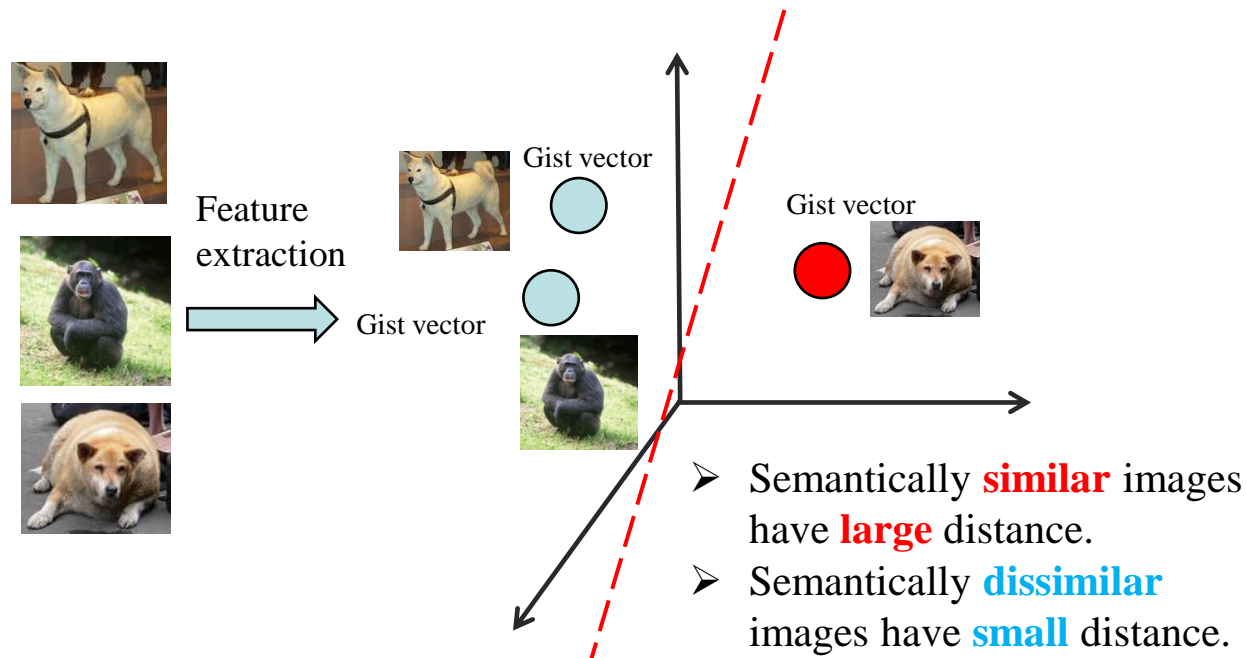 Gist vector
Gist vector
Feature
extraction
Gist vector
➢ Semantically similar images
have large distance.
➢ Semantically dissimilar
images have small distance.